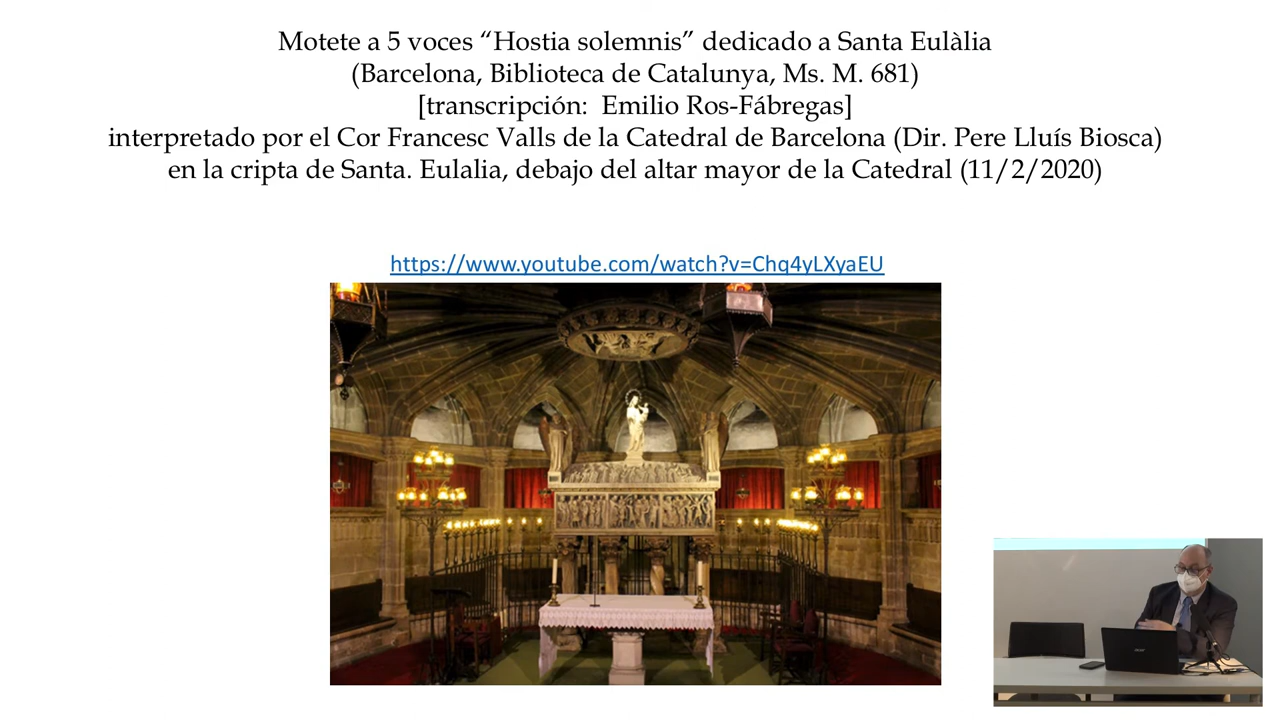 Motete a 5 voces “Hostia solemnis” dedicado a Santa Eulàlia
(Barcelona, Biblioteca de Catalunya, Ms. M. 681)
[transcripción:  Emilio Ros-Fábregas]
interpretado por el Cor Francesc Valls de la Catedral de Barcelona (Dir. Pere Lluís Biosca)
en la cripta de Santa. Eulalia, debajo del altar mayor de la Catedral (11/2/2020)
https://www.youtube.com/watch?v=Chq4yLXyaEU
acer